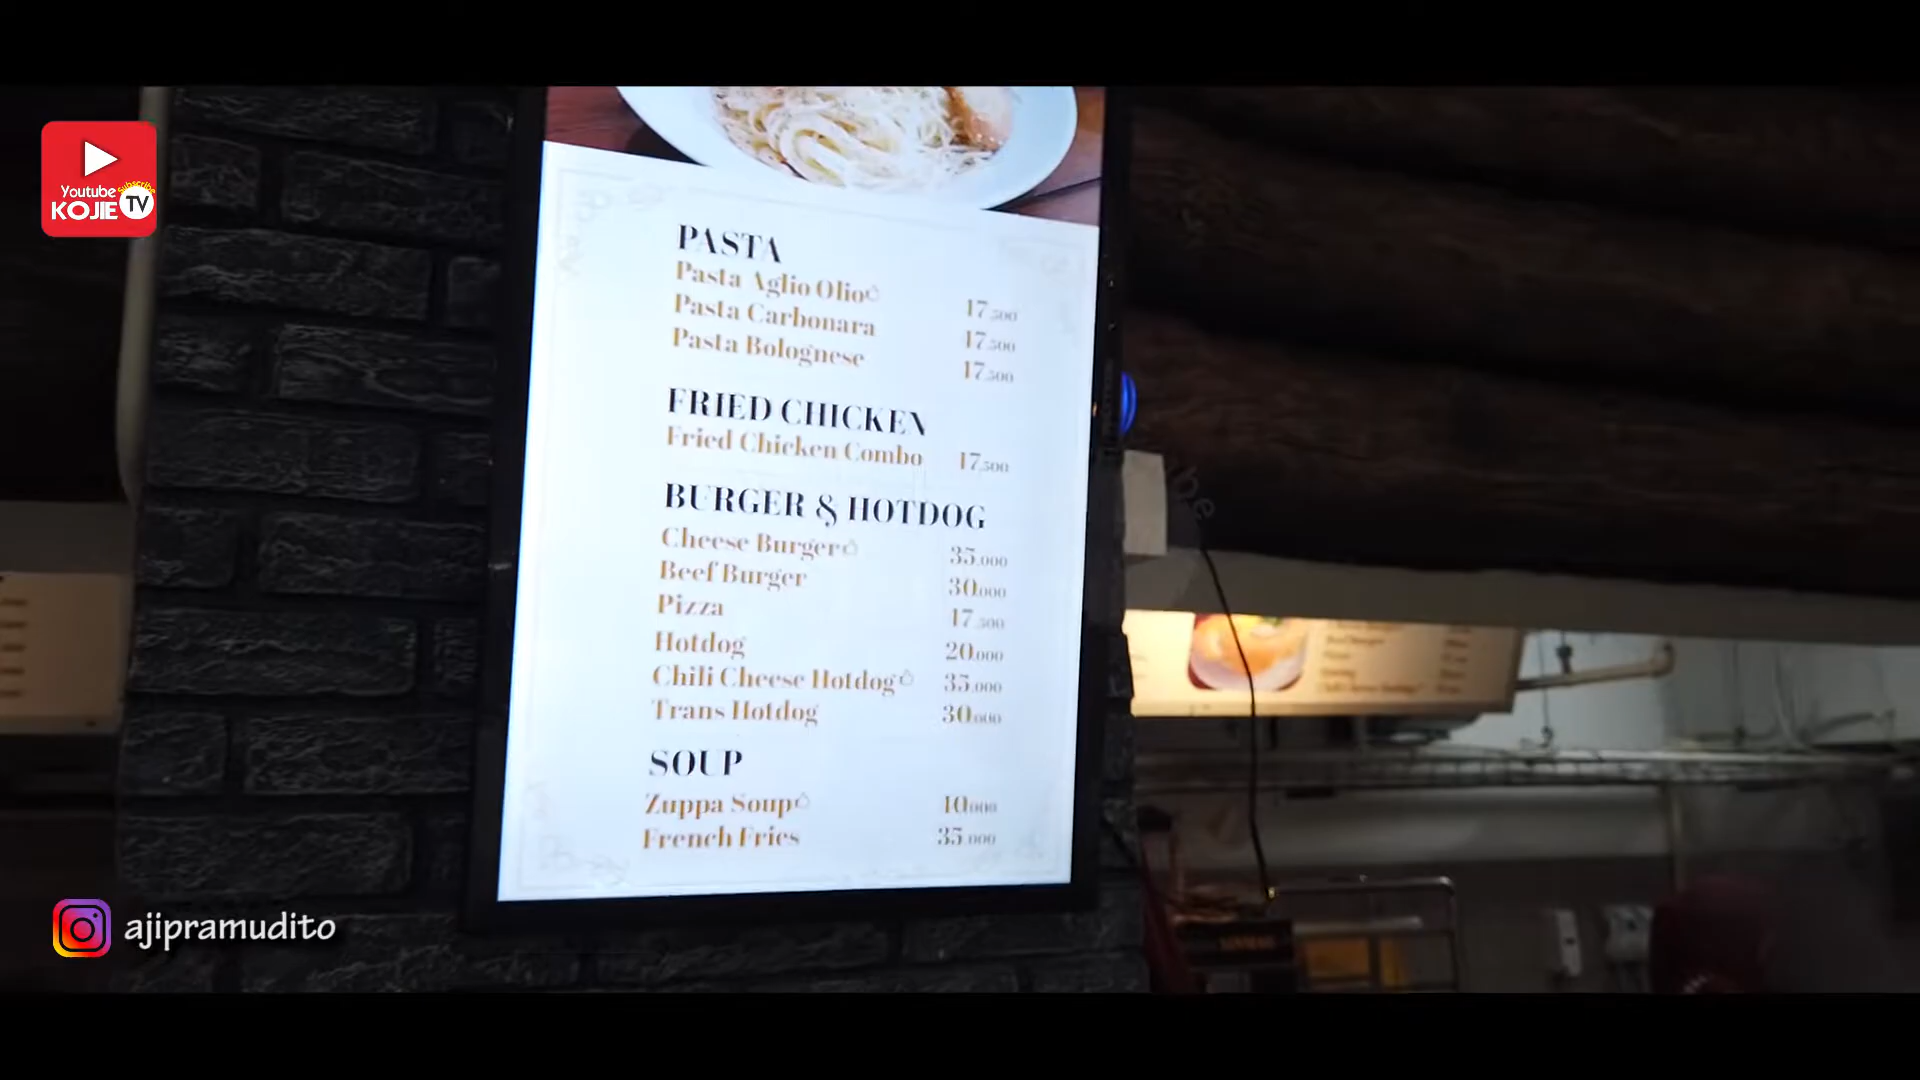 Youtube
Subscribe
KOJIE TV
PASTA
Pasta Aglio Olio 17.500
Pasta Carbonara 17.500
Pasta Bolognese 17.500
FRIED CHICKEN
Fried Chicken Combo 17.500
BURGER & HOTDOG
Cheese Burger 35.000
Beef Burger 30.000
Pizza 17.500
Hotdog 20.000
Chili Cheese Hotdog 35.000
Trans Hotdog 30.000
SOUP
Zuppa Soup 40.000
French Fries 35.000
ajipramudito